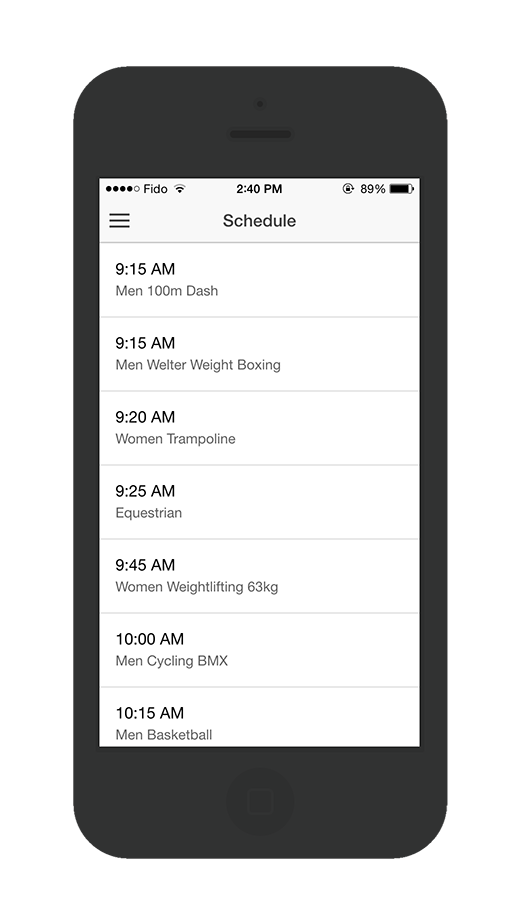 Fido 2:40 PM 89%
Schedule
9:15 AM
Men 100m Dash
9:15 AM
Men Welter Weight Boxing
9:20 AM
Women Trampoline
9:25 AM
Equestrian
9:45 AM
Women Weightlifting 63kg
10:00 AM
Men Cycling BMX
10:15 AM
Men Basketball